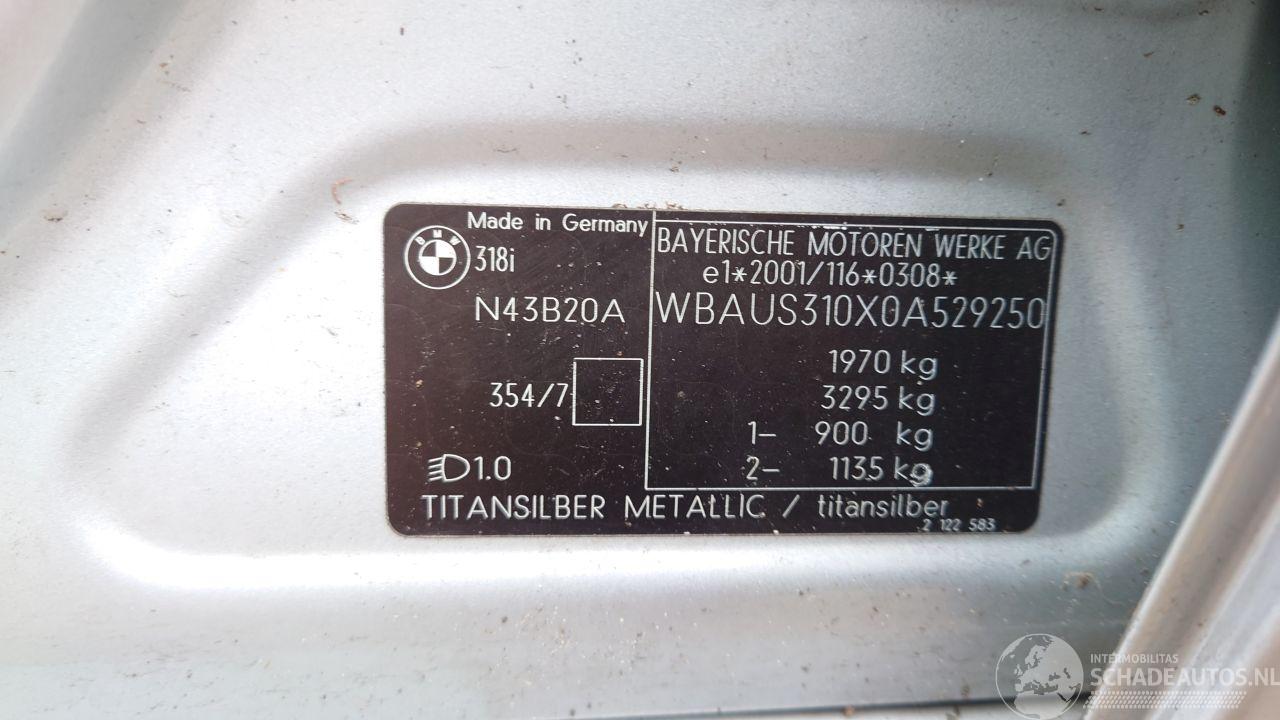 Made in Germany
BMW
318i
N43B20A
354/7
1.0
BAYERISCHE MOTOREN WERKE AG
e1*2001/116*0308*
WBAUS310X0A529250
1970 kg
3295 kg
1- 900 kg
2- 1135 kg
TITANSILBER METALLIC / titansilber
2 122 583
INTERMOBILITAS
SCHADEAUTOS.NL